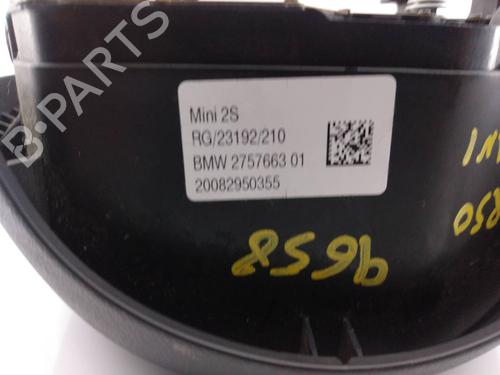 Mini 2S
RG/23192/210
BMW 2757663 01
20082950355
9658
B-PARTS